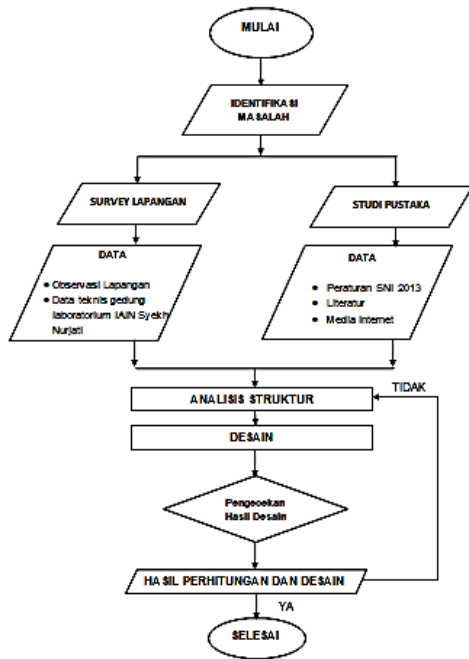 MULAI
IDENTIFIKASI
MASALAH
SURVEY LAPANGAN
STUDI PUSTAKA
DATA
• Observasi Lapangan
• Data teknis gedung
laboratorium IAIN Syekh
Nurjati
DATA
• Peraturan SNI 2013
• Literatur
• Media Internet
ANALISIS STRUKTUR
TIDAK
DESAIN
Pengecekan
Hasil Desain
HASIL PERHITUNGAN DAN DESAIN
YA
SELESAI